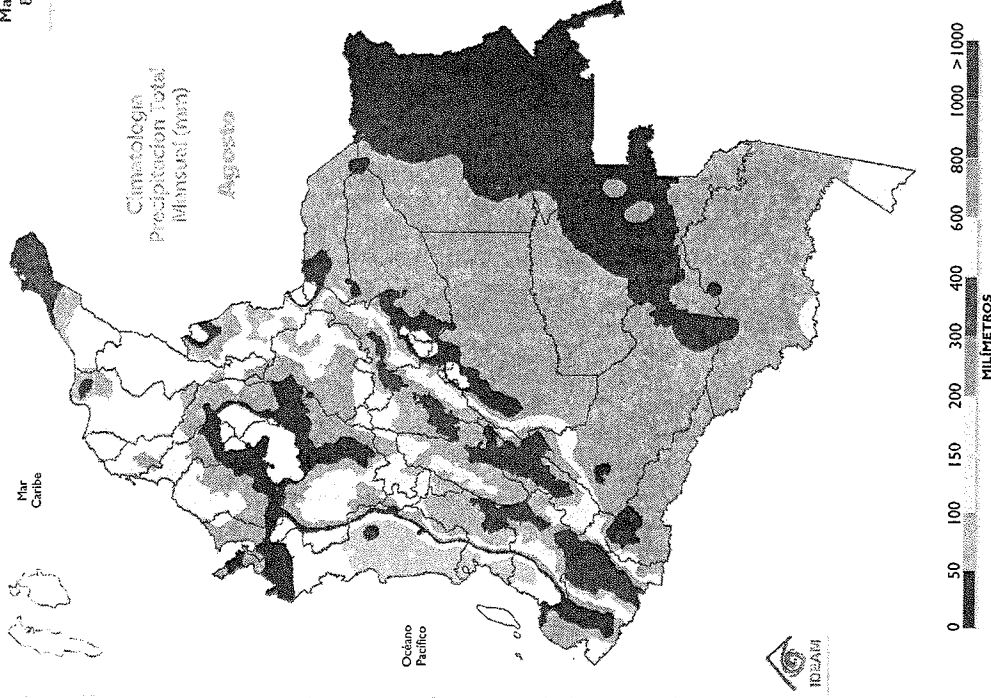 Ma
Mar
Caribe
Climatología
Precipitación Total
Mensual (mm)
Agosto
Océano
Pacífico
IDEAM
0 50 100 150 200 300 400 600 800 1000 >1000
MILÍMETROS